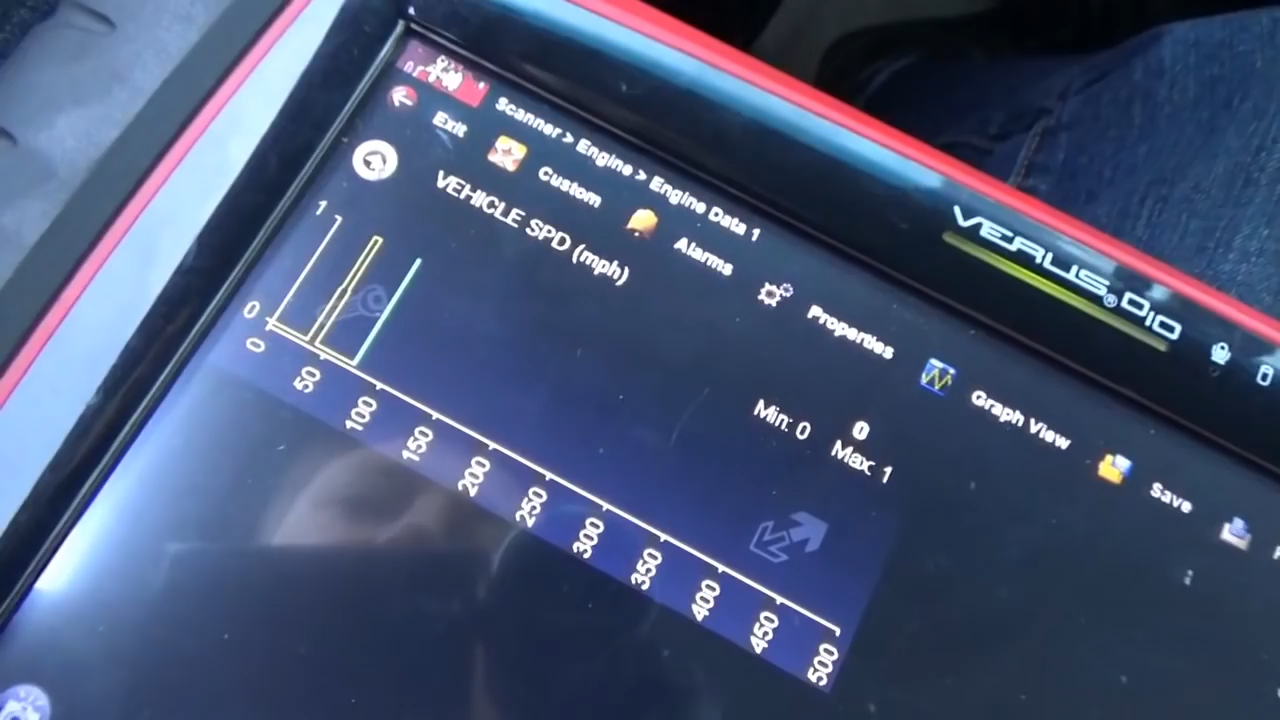 Scanner > Engine > Engine Data 1
Exit
Custom
Alarms
Properties
Graph View
Save
VEHICLE SPD (mph)
0
Min: 0 Max: 1
1
0
0 50 100 150 200 250 300 350 400 450 500
VERUS® D10